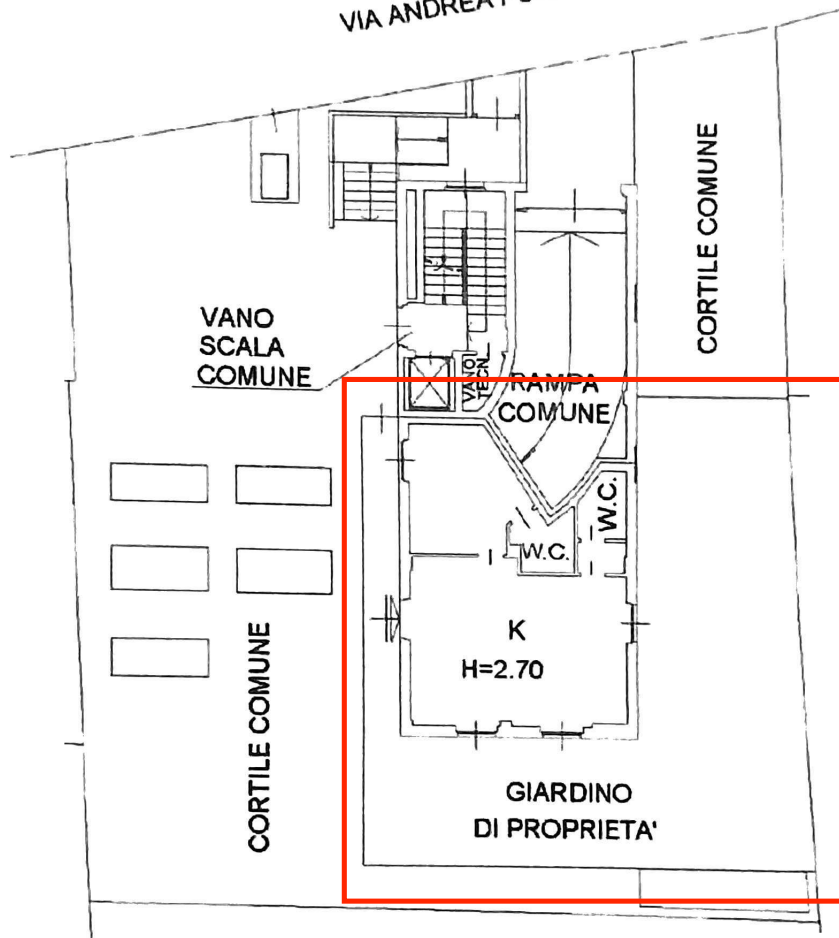 VIA ANDREA
CORTILE COMUNE
VANO
SCALA
COMUNE
VANO
TECN.
RAMPA
COMUNE
W.C.
W.C.
K
H=2.70
CORTILE COMUNE
GIARDINO
DI PROPRIETA'